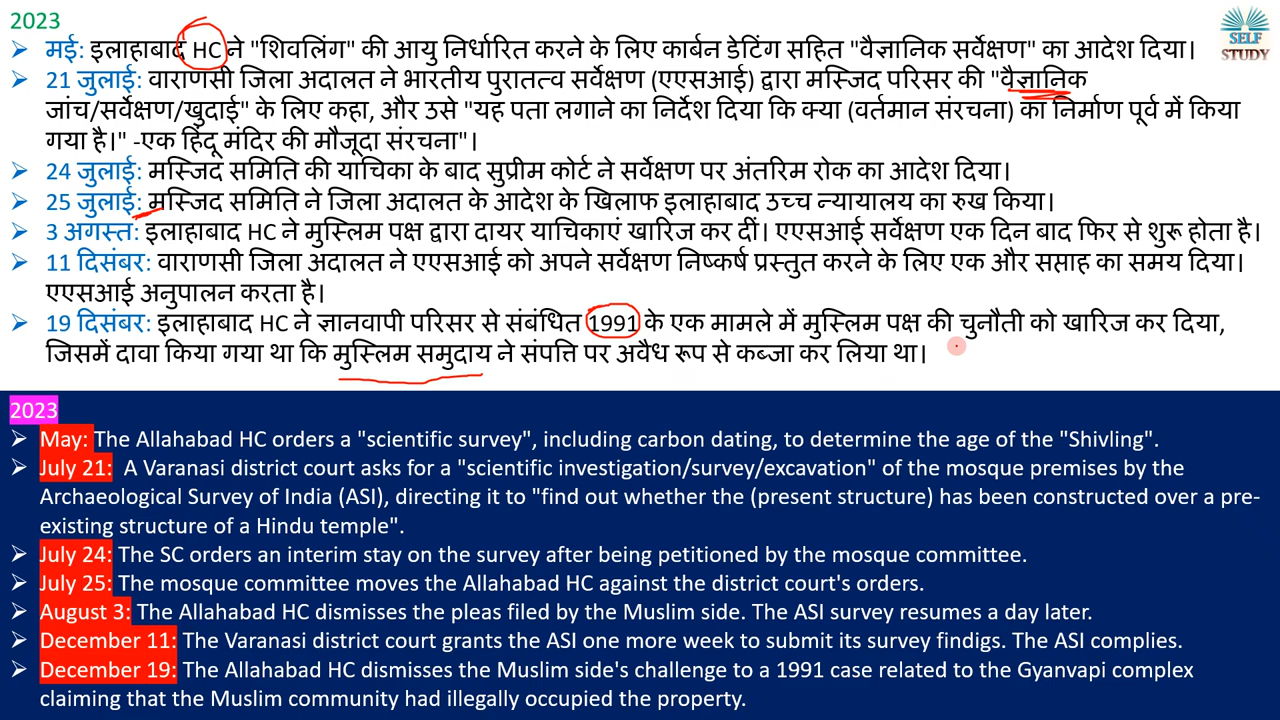 2023
SELF
STUDY
➢ मई: इलाहाबाद HC ने "शिवलिंग" की आयु निर्धारित करने के लिए कार्बन डेटिंग सहित "वैज्ञानिक सर्वेक्षण" का आदेश दिया।
➢ 21 जुलाई: वाराणसी जिला अदालत ने भारतीय पुरातत्व सर्वेक्षण (एएसआई) द्वारा मस्जिद परिसर की "वैज्ञानिक
जांच/सर्वेक्षण/खुदाई" के लिए कहा, और उसे "यह पता लगाने का निर्देश दिया कि क्या (वर्तमान संरचना) का निर्माण पूर्व में किया
गया है।" -एक हिंदू मंदिर की मौजूदा संरचना"।
➢ 24 जुलाई: मस्जिद समिति की याचिका के बाद सुप्रीम कोर्ट ने सर्वेक्षण पर अंतरिम रोक का आदेश दिया।
➢ 25 जुलाई: मस्जिद समिति ने जिला अदालत के आदेश के खिलाफ इलाहाबाद उच्च न्यायालय का रुख किया।
➢ 3 अगस्त: इलाहाबाद HC ने मुस्लिम पक्ष द्वारा दायर याचिकाएं खारिज कर दीं। एएसआई सर्वेक्षण एक दिन बाद फिर से शुरू होता है।
➢ 11 दिसंबर: वाराणसी जिला अदालत ने एएसआई को अपने सर्वेक्षण निष्कर्ष प्रस्तुत करने के लिए एक और सप्ताह का समय दिया।
एएसआई अनुपालन करता है।
➢ 19 दिसंबर: इलाहाबाद HC ने ज्ञानवापी परिसर से संबंधित 1991 के एक मामले में मुस्लिम पक्ष की चुनौती को खारिज कर दिया,
जिसमें दावा किया गया था कि मुस्लिम समुदाय ने संपत्ति पर अवैध रूप से कब्जा कर लिया था।
2023
➢ May: The Allahabad HC orders a "scientific survey", including carbon dating, to determine the age of the "Shivling".
➢ July 21: A Varanasi district court asks for a "scientific investigation/survey/excavation" of the mosque premises by the
Archaeological Survey of India (ASI), directing it to "find out whether the (present structure) has been constructed over a pre-
existing structure of a Hindu temple".
➢ July 24: The SC orders an interim stay on the survey after being petitioned by the mosque committee.
➢ July 25: The mosque committee moves the Allahabad HC against the district court's orders.
➢ August 3: The Allahabad HC dismisses the pleas filed by the Muslim side. The ASI survey resumes a day later.
➢ December 11: The Varanasi district court grants the ASI one more week to submit its survey findigs. The ASI complies.
➢ December 19: The Allahabad HC dismisses the Muslim side's challenge to a 1991 case related to the Gyanvapi complex
claiming that the Muslim community had illegally occupied the property.